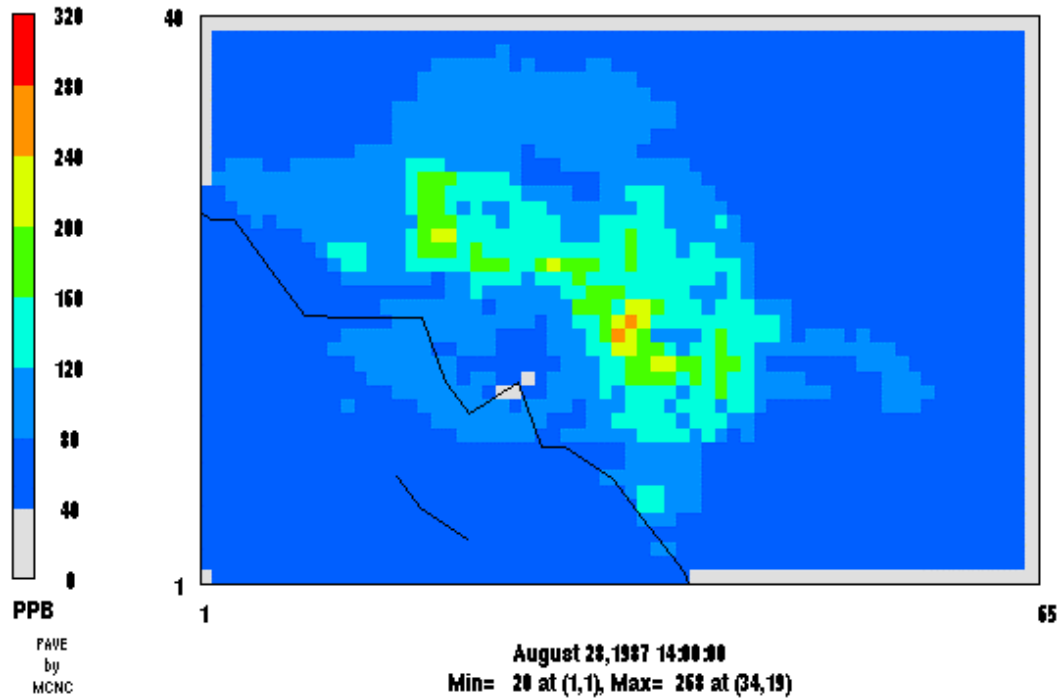 320
280
240
200
160
120
80
40
0
PPB
PAVE
by
MCNC
40
1
1
65
August 28,1987 14:00:00
Min= 20 at (1,1), Max= 268 at (34,19)